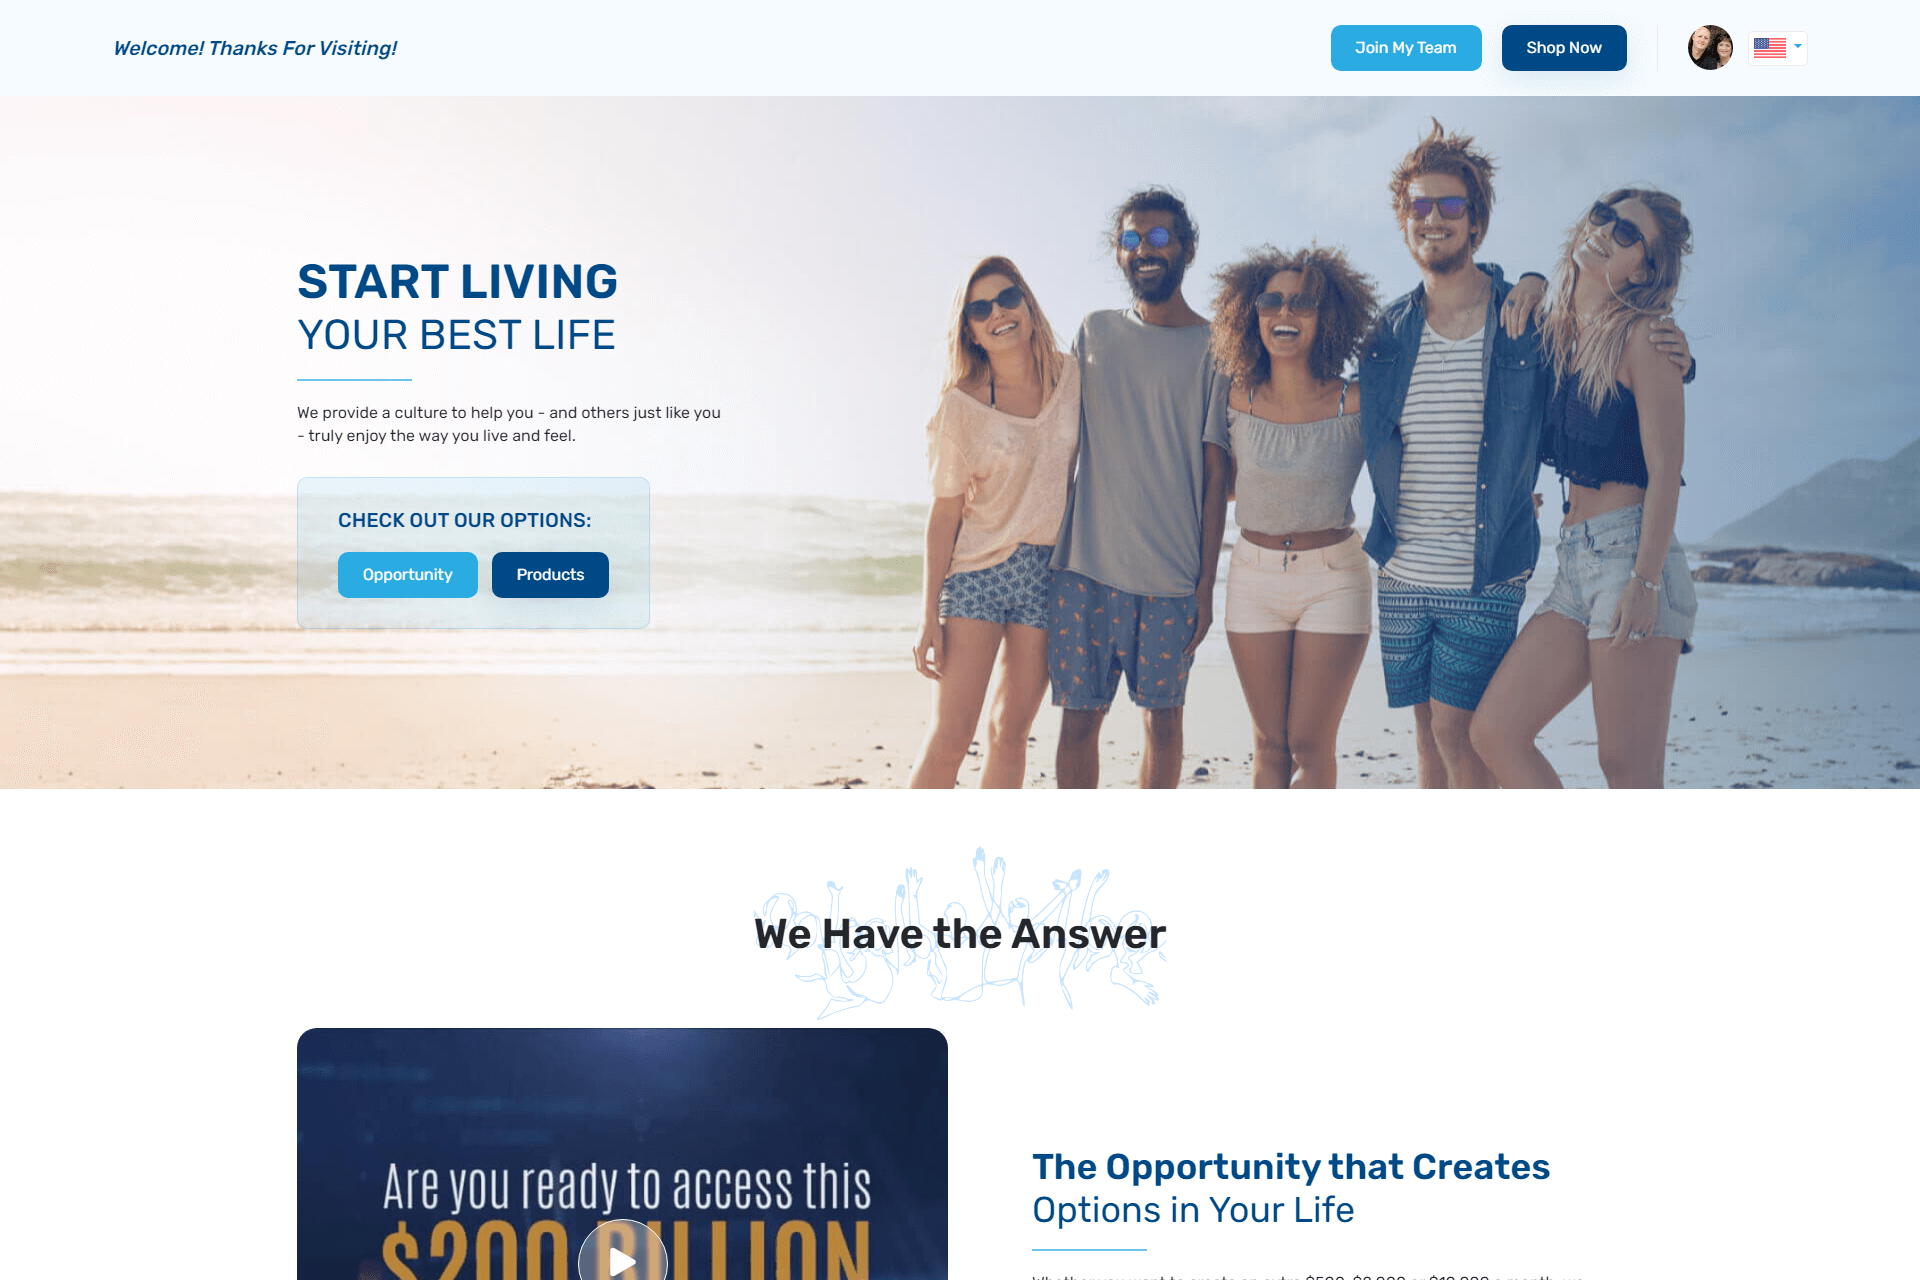 Welcome! Thanks For Visiting!
Join My Team
Shop Now
START LIVING
YOUR BEST LIFE
We provide a culture to help you - and others just like you
- truly enjoy the way you live and feel.
CHECK OUT OUR OPTIONS:
Opportunity
Products
We Have the Answer
Are you ready to access this
$200 BILLION
The Opportunity that Creates
Options in Your Life